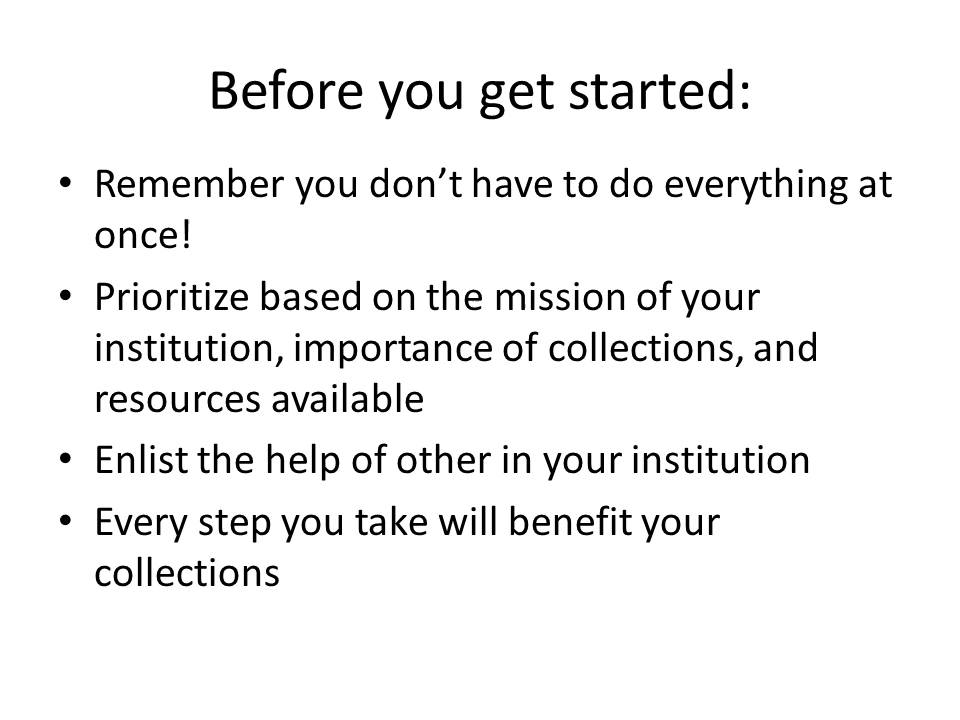 Before you get started:
• Remember you don’t have to do everything at
once!
• Prioritize based on the mission of your
institution, importance of collections, and
resources available
• Enlist the help of other in your institution
• Every step you take will benefit your
collections